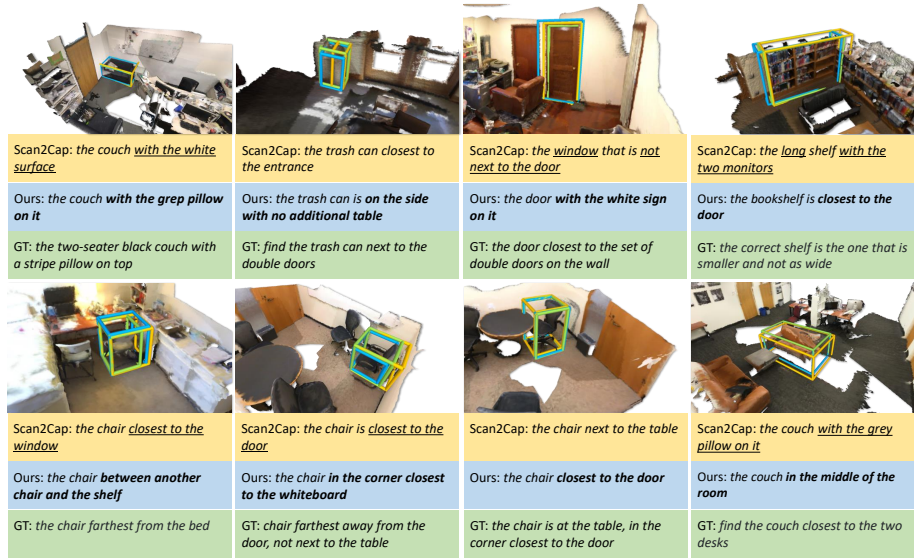 Scan2Cap: the couch with the white
surface
Ours: the couch with the grep pillow
on it
GT: the two-seater black couch with
a stripe pillow on top
Scan2Cap: the trash can closest to
the entrance
Ours: the trash can is on the side
with no additional table
GT: find the trash can next to the
double doors
Scan2Cap: the window that is not
next to the door
Ours: the door with the white sign
on it
GT: the door closest to the set of
double doors on the wall
Scan2Cap: the long shelf with the
two monitors
Ours: the bookshelf is closest to the
door
GT: the correct shelf is the one that is
smaller and not as wide
Scan2Cap: the chair closest to the
window
Ours: the chair between another
chair and the shelf
GT: the chair farthest from the bed
Scan2Cap: the chair is closest to the
door
Ours: the chair in the corner closest
to the whiteboard
GT: chair farthest away from the
door, not next to the table
Scan2Cap: the chair next to the table
Ours: the chair closest to the door
GT: the chair is at the table, in the
corner closest to the door
Scan2Cap: the couch with the grey
pillow on it
Ours: the couch in the middle of the
room
GT: find the couch closest to the two
desks